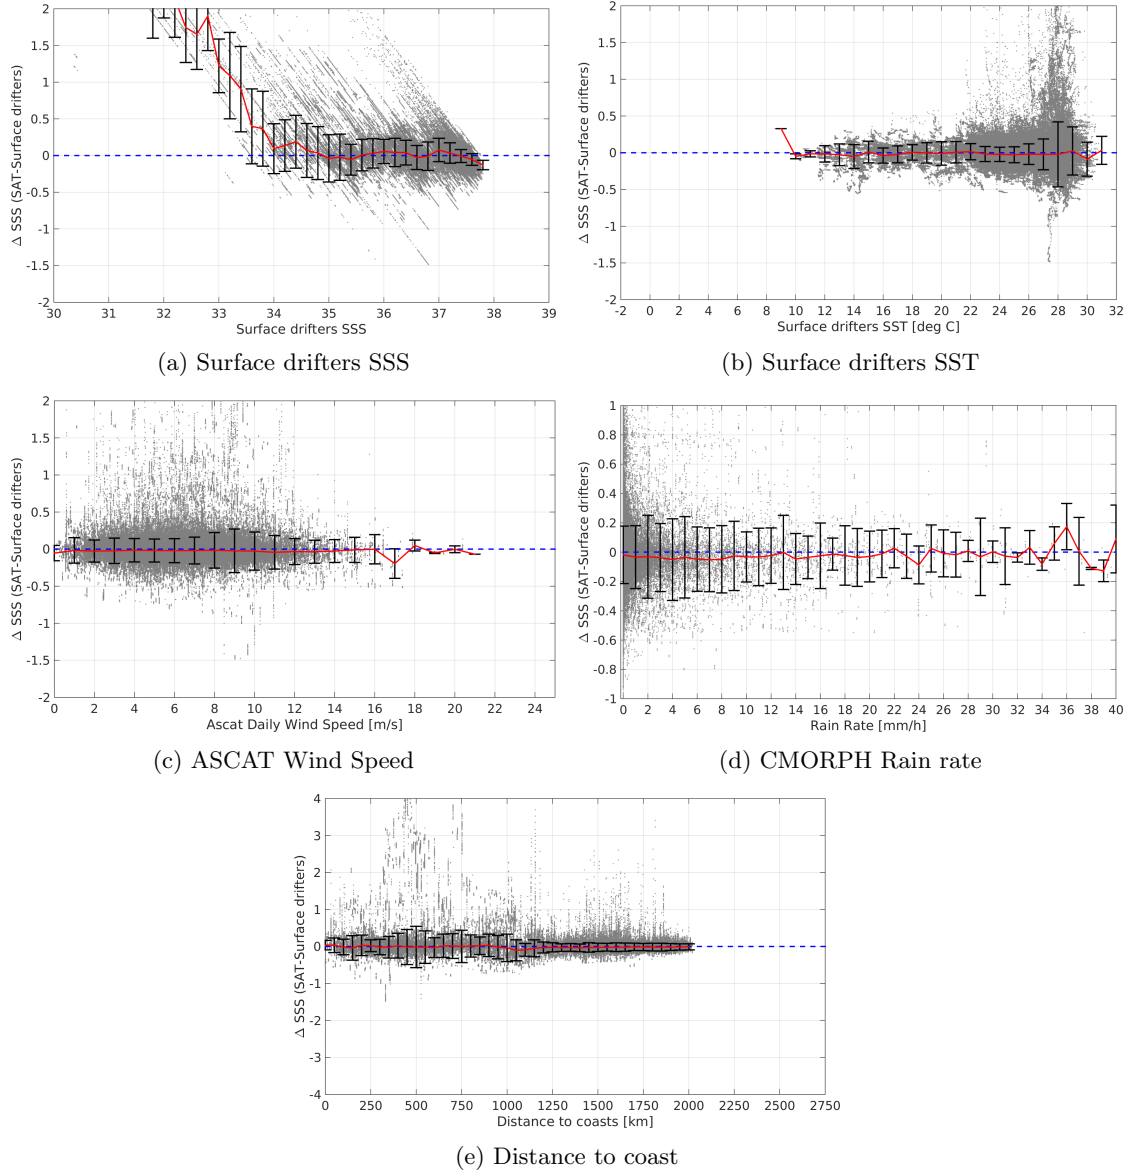 2
1.5
1
0.5
0
-0.5
-1
-1.5
-2
Δ SSS (SAT-Surface drifters)
30 31 32 33 34 35 36 37 38 39
Surface drifters SSS
(a) Surface drifters SSS
2
1.5
1
0.5
0
-0.5
-1
-1.5
-2
Δ SSS (SAT-Surface drifters)
-2 0 2 4 6 8 10 12 14 16 18 20 22 24 26 28 30 32
Surface drifters SST [deg C]
(b) Surface drifters SST
2
1.5
1
0.5
0
-0.5
-1
-1.5
-2
Δ SSS (SAT-Surface drifters)
0 2 4 6 8 10 12 14 16 18 20 22 24
Ascat Daily Wind Speed [m/s]
(c) ASCAT Wind Speed
1
0.8
0.6
0.4
0.2
0
-0.2
-0.4
-0.6
-0.8
-1
Δ SSS (SAT-Surface drifters)
0 2 4 6 8 10 12 14 16 18 20 22 24 26 28 30 32 34 36 38 40
Rain Rate [mm/h]
(d) CMORPH Rain rate
4
3
2
1
0
-1
-2
-3
-4
Δ SSS (SAT-Surface drifters)
0 250 500 750 1000 1250 1500 1750 2000 2250 2500 2750
Distance to coasts [km]
(e) Distance to coast